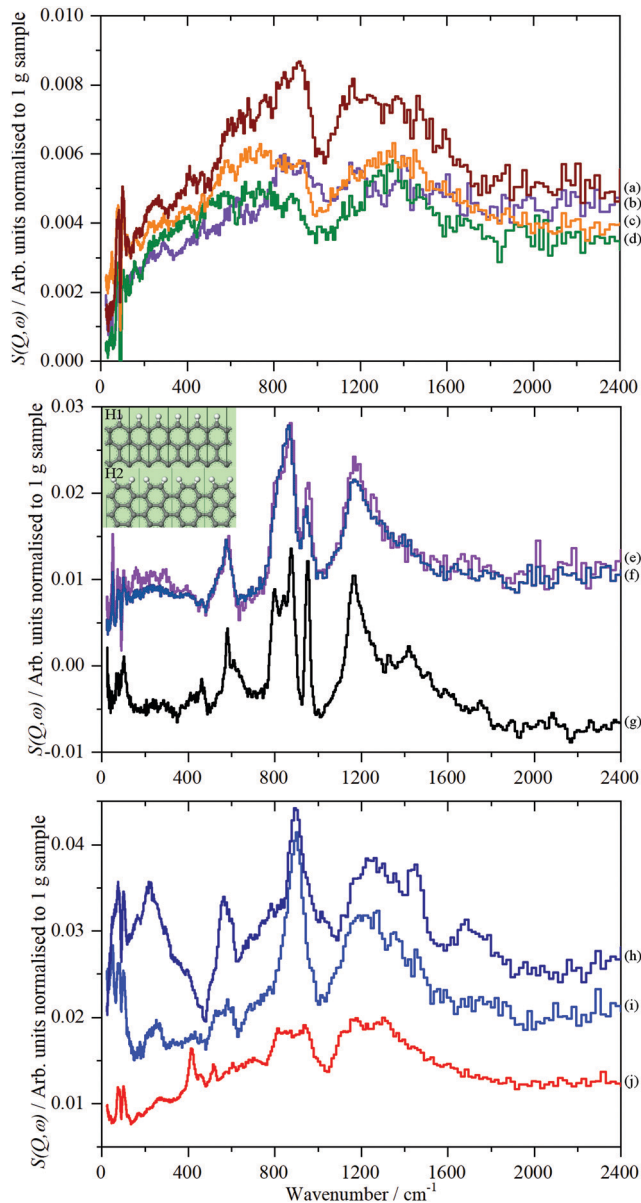 0.010
0.008
0.006
0.004
0.002
0.000
S(Q,ω) / Arb. units normalised to 1 g sample
(a)
(b)
(c)
(d)
0 400 800 1200 1600 2000 2400
0.03
0.02
0.01
0.00
-0.01
S(Q,ω) / Arb. units normalised to 1 g sample
H1
H2
(e)
(f)
(g)
0 400 800 1200 1600 2000 2400
0.04
0.03
0.02
0.01
S(Q,ω) / Arb. units normalised to 1 g sample
(h)
(i)
(j)
0 400 800 1200 1600 2000 2400
Wavenumber / cm-1